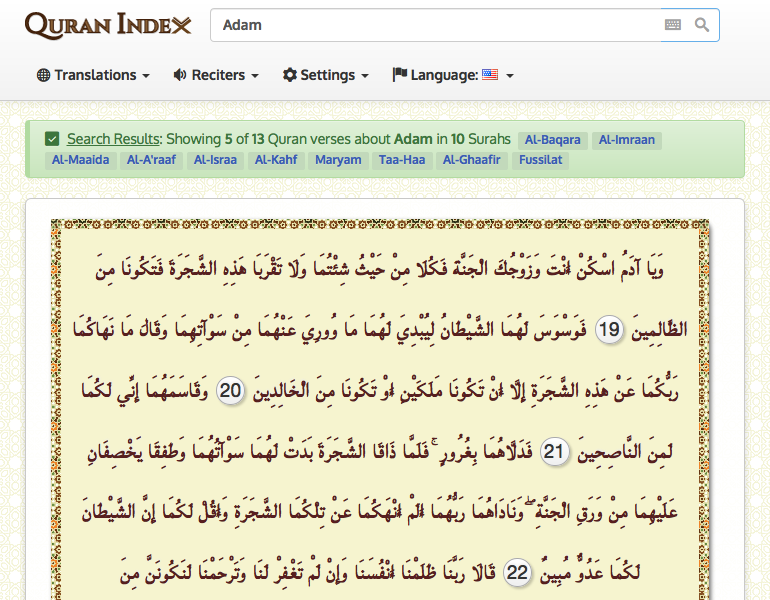 QURAN INDEX
Adam
Translations Reciters Settings Language:
Search Results: Showing 5 of 13 Quran verses about Adam in 10 Surahs Al-Baqara Al-Imraan
Al-Maaida Al-A'raaf Al-Israa Al-Kahf Maryam Taa-Haa Al-Ghaafir Fussilat
وَيَا آدَمُ اسْكُنْ أَنْتَ وَزَوْجُكَ الْجَنَّةَ فَكُلَا مِنْ حَيْثُ شِئْتُمَا وَلَا تَقْرَبَا هَذِهِ الشَّجَرَةَ فَتَكُونَا مِنَ
الظَّالِمِينَ 19 فَوَسْوَسَ لَهُمَا الشَّيْطَانُ لِيُبْدِيَ لَهُمَا مَا وُورِيَ عَنْهُمَا مِنْ سَوْآتِهِمَا وَقَالَ مَا نَهَاكُمَا
رَبُّكُمَا عَنْ هَذِهِ الشَّجَرَةِ إِلَّا أَنْ تَكُونَا مَلَكَيْنِ أَوْ تَكُونَا مِنَ الْخَالِدِينَ 20 وَقَاسَمَهُمَا إِنِّي لَكُمَا
لَمِنَ النَّاصِحِينَ 21 فَدَلَّاهُمَا بِغُرُورٍ ۚ فَلَمَّا ذَاقَا الشَّجَرَةَ بَدَتْ لَهُمَا سَوْآتُهُمَا وَطَفِقَا يَخْصِفَانِ
عَلَيْهِمَا مِنْ وَرَقِ الْجَنَّةِ ۖ وَنَادَاهُمَا رَبُّهُمَا أَلَمْ أَنْهَكُمَا عَنْ تِلْكُمَا الشَّجَرَةِ وَأَقُلْ لَكُمَا إِنَّ الشَّيْطَانَ
لَكُمَا عَدُوٌّ مُبِينٌ 22 قَالَا رَبَّنَا ظَلَمْنَا أَنْفُسَنَا وَإِنْ لَمْ تَغْفِرْ لَنَا وَتَرْحَمْنَا لَنَكُونَنَّ مِنَ